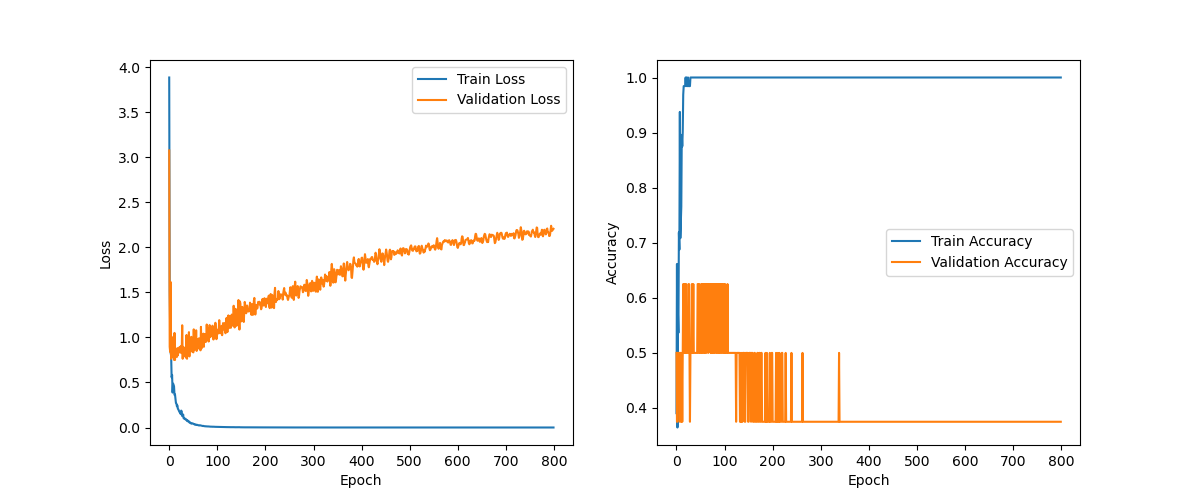 4.0
3.5
3.0
2.5
2.0
1.5
1.0
0.5
0.0
Loss
0 100 200 300 400 500 600 700 800
Epoch
Train Loss
Validation Loss
1.0
0.9
0.8
0.7
0.6
0.5
0.4
Accuracy
0 100 200 300 400 500 600 700 800
Epoch
Train Accuracy
Validation Accuracy